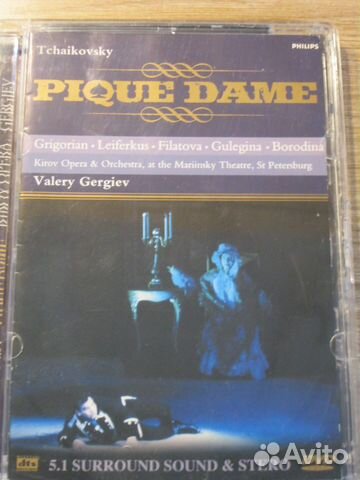 Tchaikovsky
PHILIPS
PIQUE DAME
Grigorian • Leiferkus • Filatova • Gulegina • Borodina
Kirov Opera & Orchestra, at the Mariinsky Theatre, St Petersburg
Valery Gergiev
dts
5.1 SURROUND SOUND & STEREO
Avito